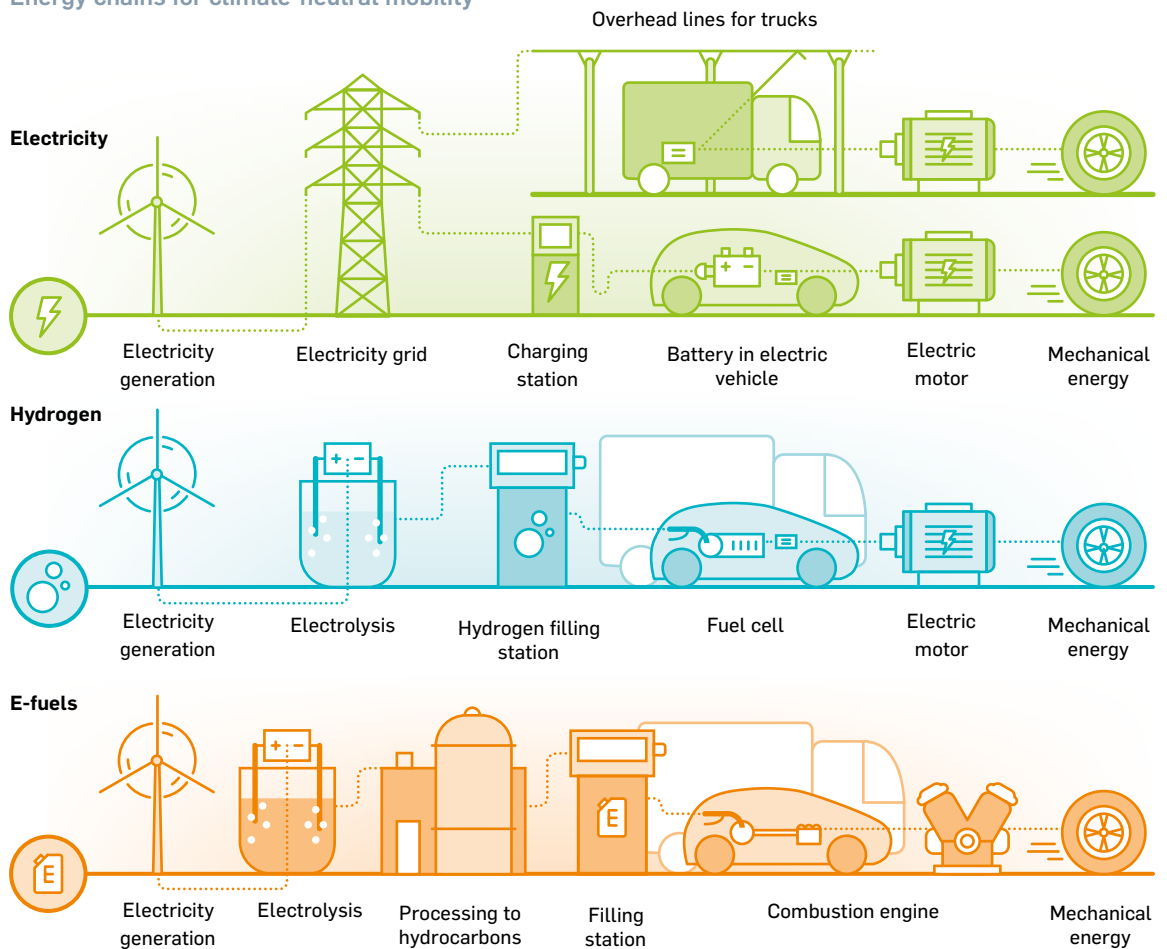 Energy chains for climate-neutral mobility
Overhead lines for trucks
Electricity
Electricity
generation
Electricity grid
Charging
station
Battery in electric
vehicle
Electric
motor
Mechanical
energy
Hydrogen
Electricity
generation
Electrolysis
Hydrogen filling
station
Fuel cell
Electric
motor
Mechanical
energy
E-fuels
E
E
Electricity
generation
Electrolysis
Processing to
hydrocarbons
Filling
station
Combustion engine
Mechanical
energy